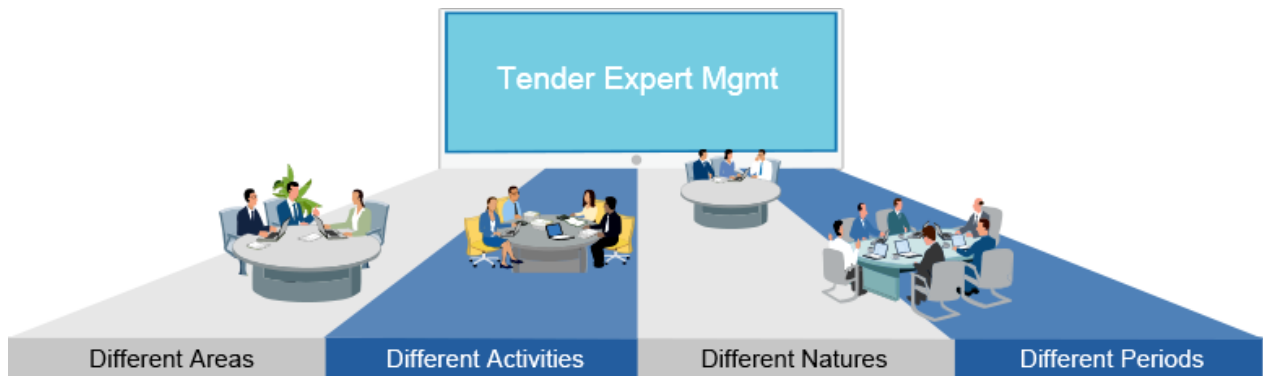 Tender Expert Mgmt
Different Areas
Different Activities
Different Natures
Different Periods